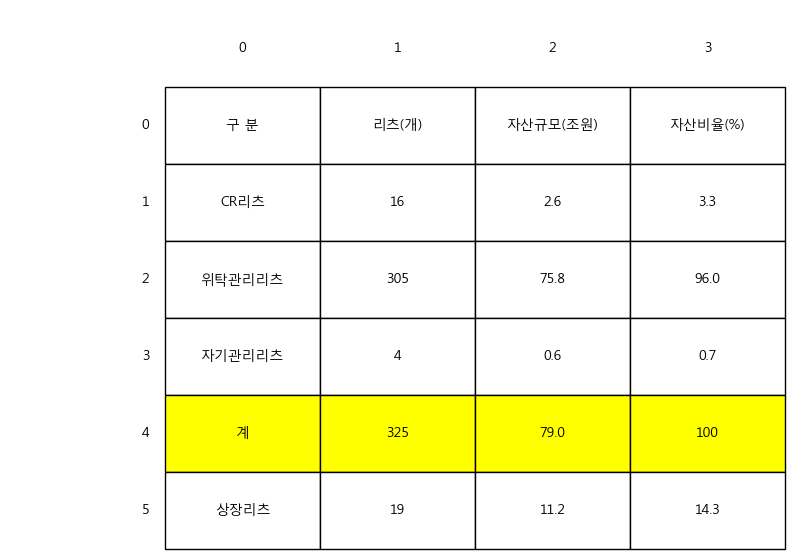 0 1 2 3
0 구 분 리츠(개) 자산규모(조원) 자산비율(%)
1 CR리츠 16 2.6 3.3
2 위탁관리리츠 305 75.8 96.0
3 자기관리리츠 4 0.6 0.7
4 계 325 79.0 100
5 상장리츠 19 11.2 14.3